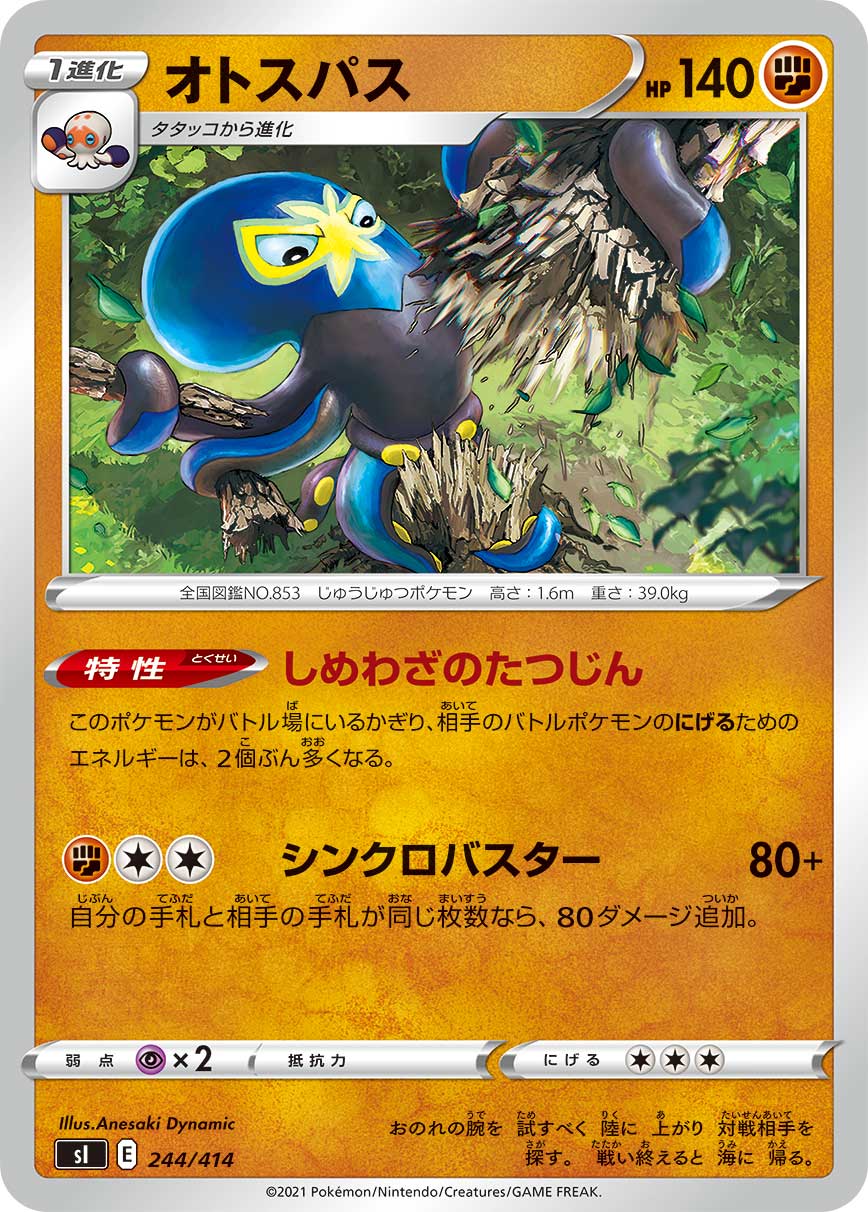 1進化
オトスパス
HP 140
タタッコから進化
全国図鑑NO.853 じゅうじゅつポケモン 高さ：1.6m 重さ：39.0kg
特性 とくせい しめわざのたつじん
このポケモンがバトル場にいるかぎり、相手のバトルポケモンのにげるための
エネルギーは、2個ぶん多くなる。
シンクロバスター 80+
自分の手札と相手の手札が同じ枚数なら、80ダメージ追加。
弱点 ×2 抵抗力 にげる
Illus.Anesaki Dynamic
おのれの腕を 試すべく 陸に 上がり 対戦相手を
探す。 戦い終えると 海に 帰る。
sI E 244/414
©2021 Pokémon/Nintendo/Creatures/GAME FREAK.